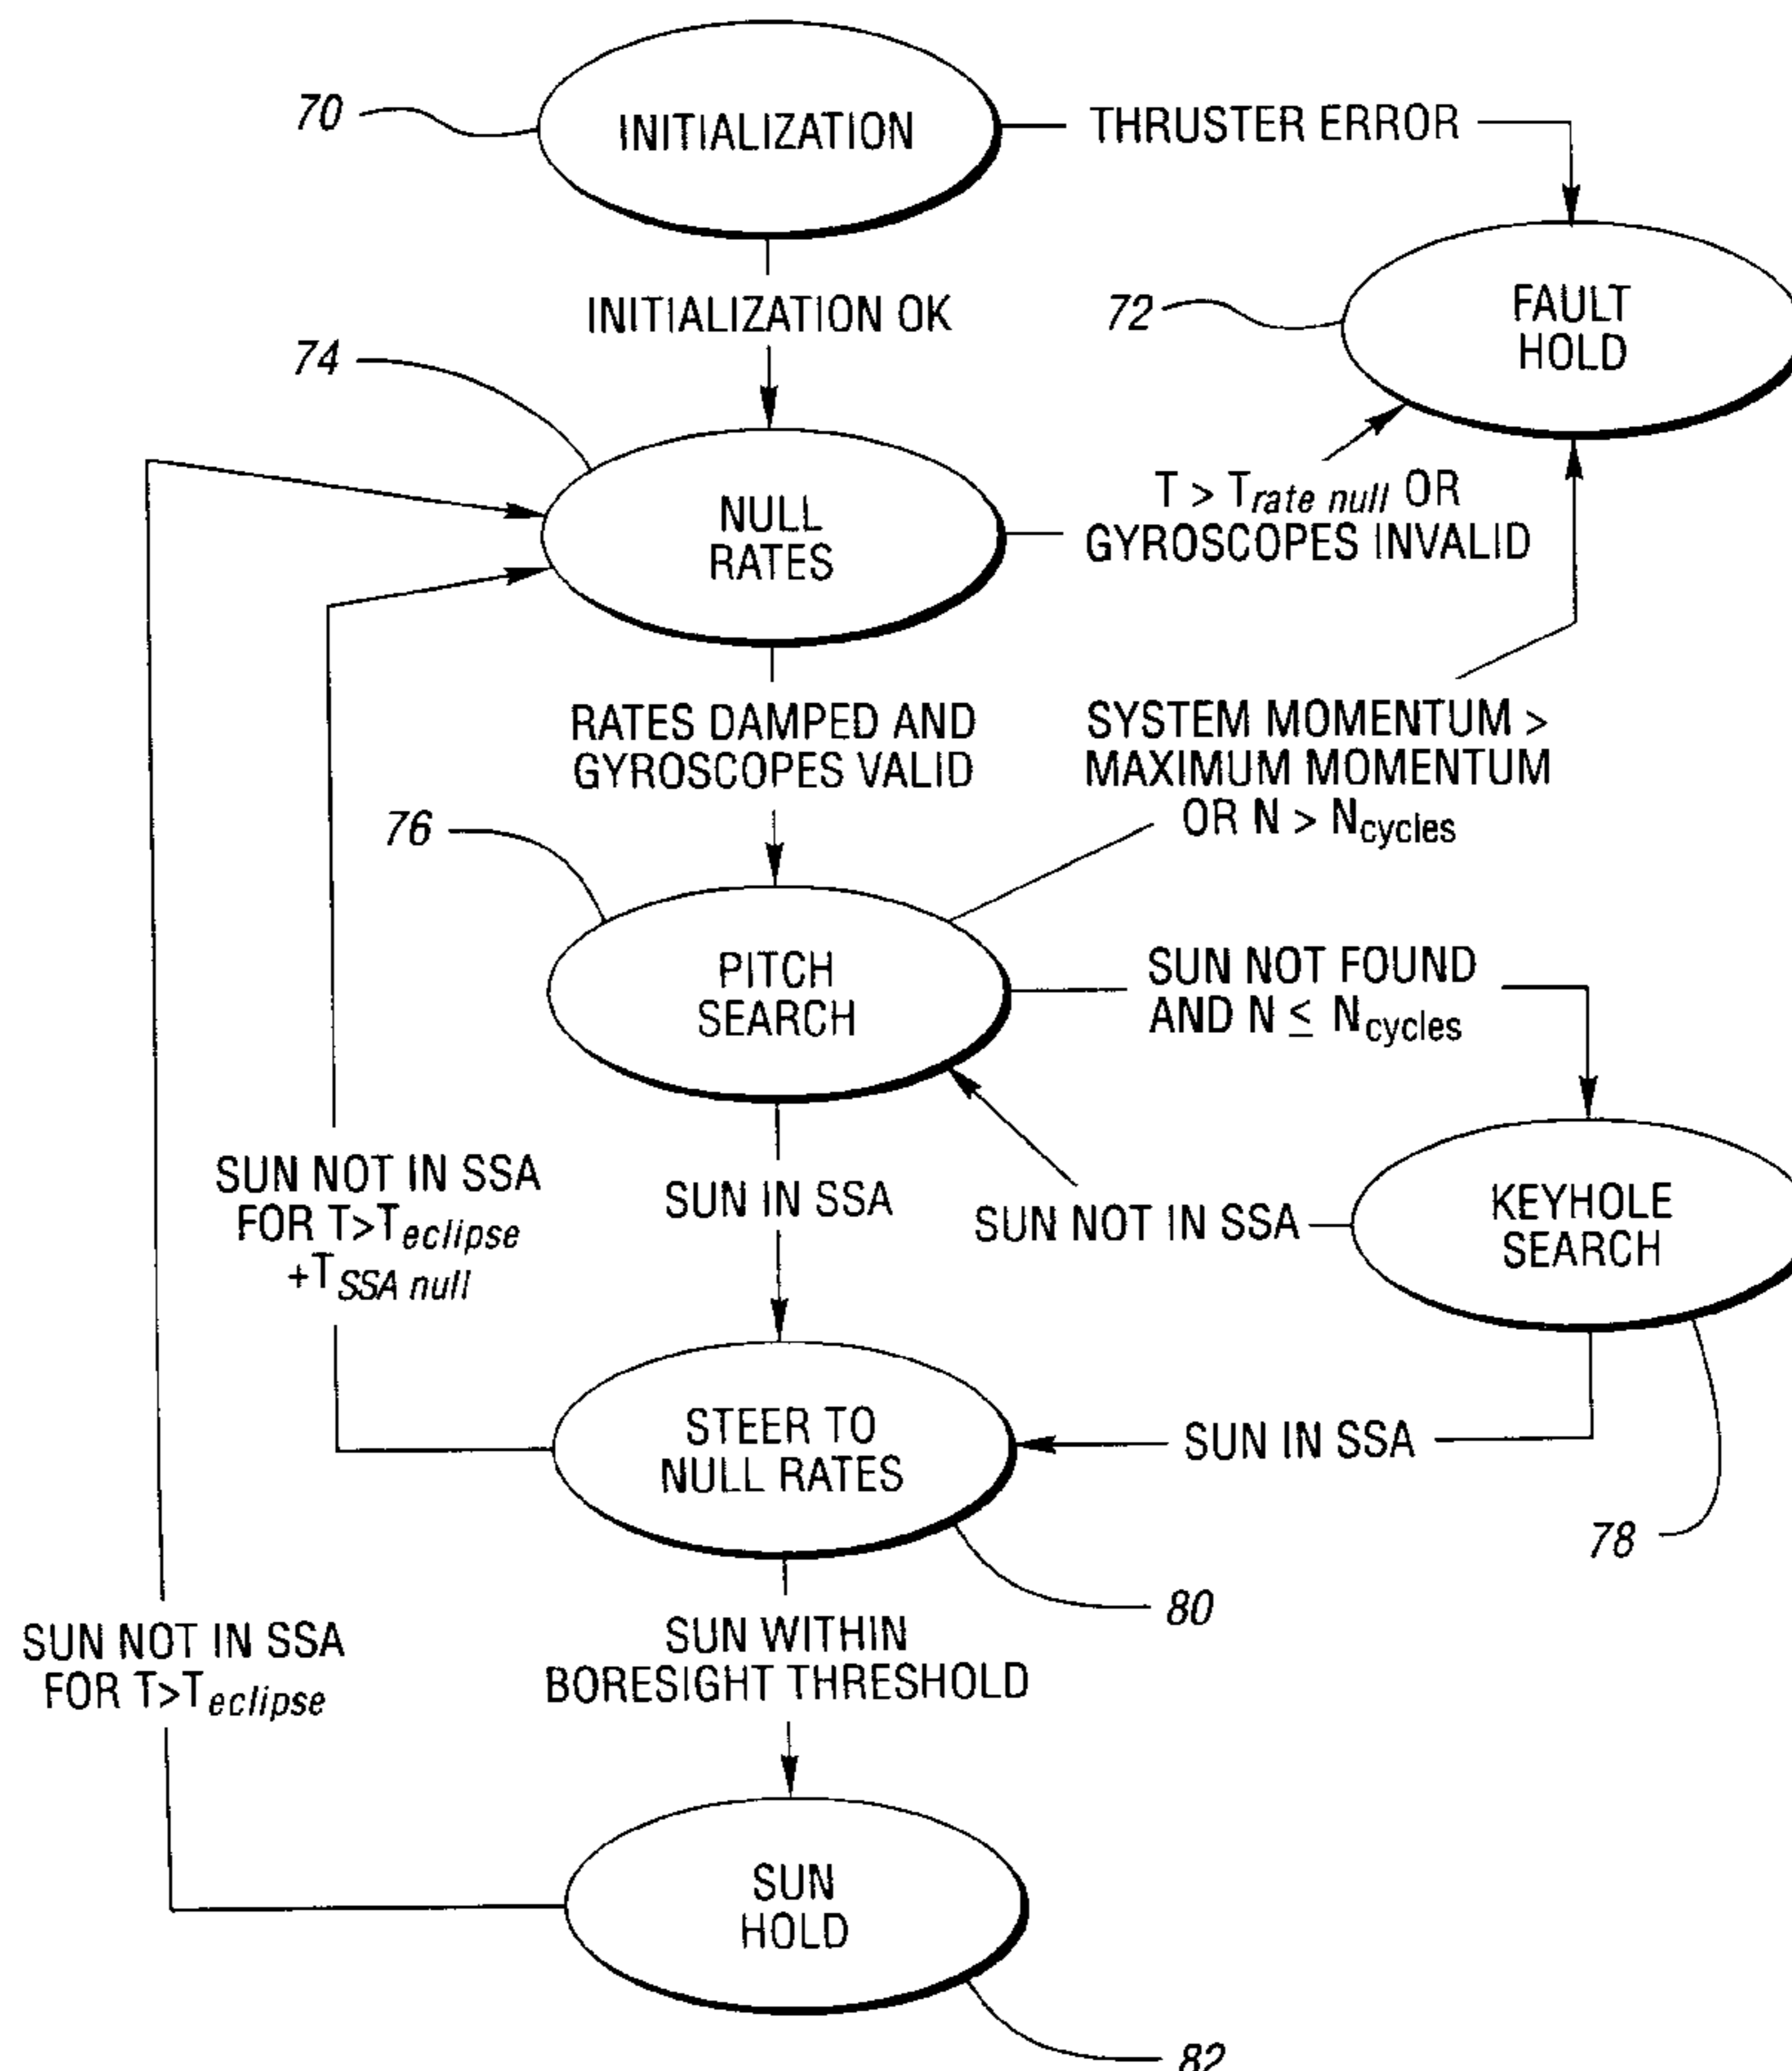 70
INITIALIZATION
THRUSTER ERROR
INITIALIZATION OK
72
FAULT
HOLD
74
NULL
RATES
T > Trate null OR
GYROSCOPES INVALID
RATES DAMPED AND
GYROSCOPES VALID
SYSTEM MOMENTUM >
MAXIMUM MOMENTUM
OR N > Ncycles
76
PITCH
SEARCH
SUN NOT FOUND
AND N ≤ Ncycles
SUN NOT IN SSA
FOR T>Teclipse
+TSSA null
SUN IN SSA
SUN NOT IN SSA
KEYHOLE
SEARCH
STEER TO
NULL RATES
SUN IN SSA
78
80
SUN NOT IN SSA
FOR T>Teclipse
SUN WITHIN
BORESIGHT THRESHOLD
SUN
HOLD
82